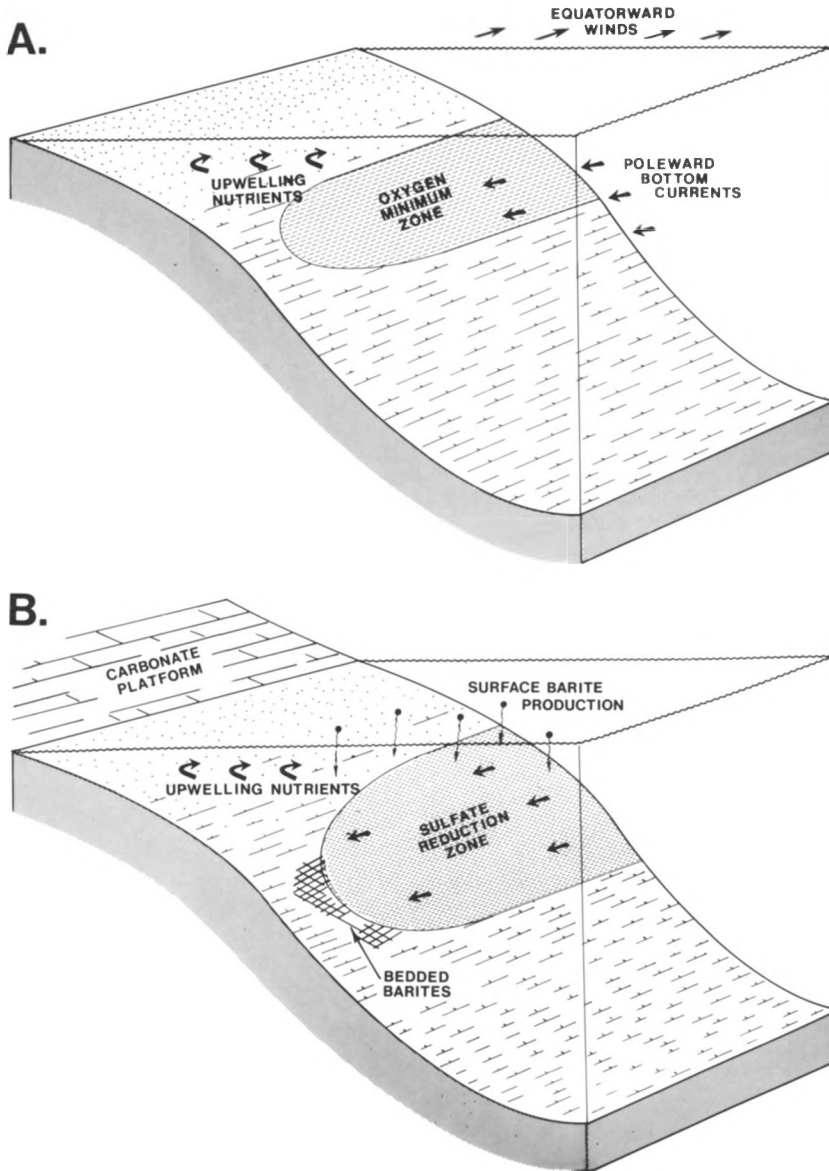 A.
EQUATORWARD
WINDS
UPWELLING
NUTRIENTS
OXYGEN
MINIMUM
ZONE
POLEWARD
BOTTOM
CURRENTS
B.
CARBONATE
PLATFORM
SURFACE BARITE
PRODUCTION
UPWELLING NUTRIENTS
SULFATE
REDUCTION
ZONE
BEDDED
BARITES